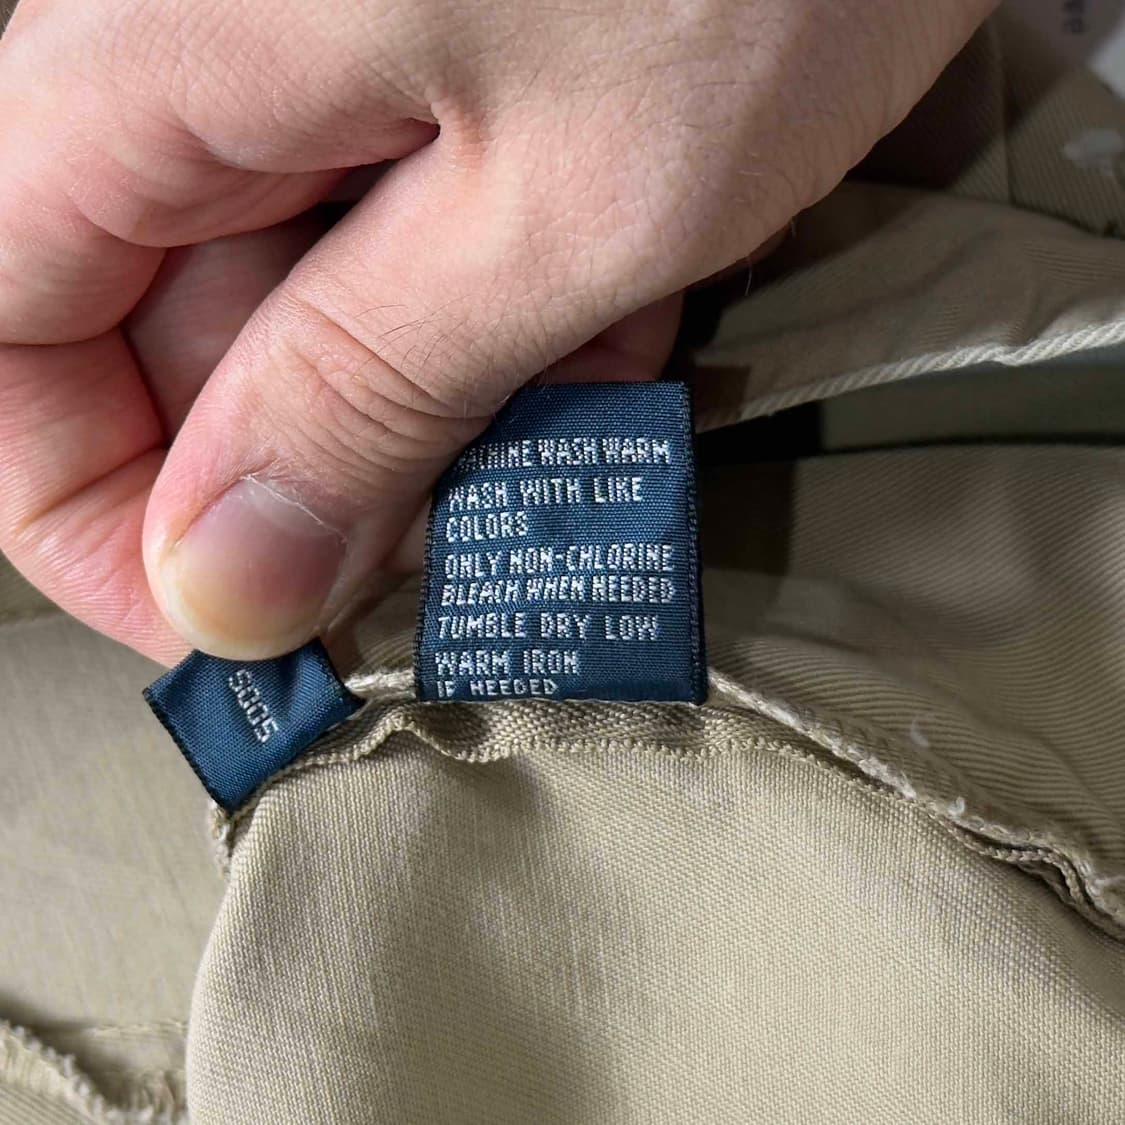 MACHINE WASH WARM
WASH WITH LIKE
COLORS
ONLY NON-CHLORINE
BLEACH WHEN NEEDED
TUMBLE DRY LOW
WARM IRON
IF NEEDED